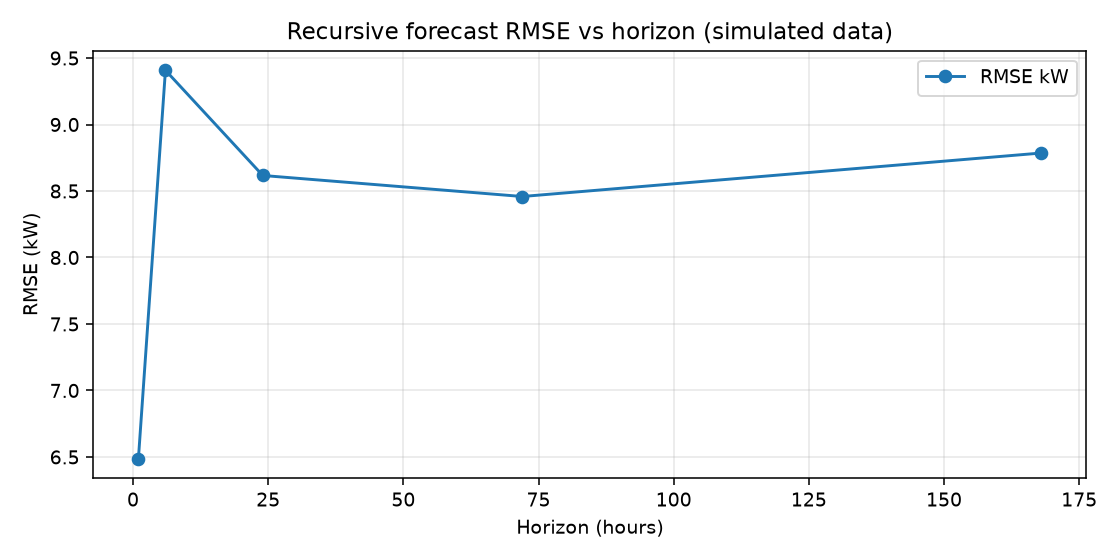 Recursive forecast RMSE vs horizon (simulated data)
RMSE kW
RMSE (kW)
9.5
9.0
8.5
8.0
7.5
7.0
6.5
0 25 50 75 100 125 150 175
Horizon (hours)